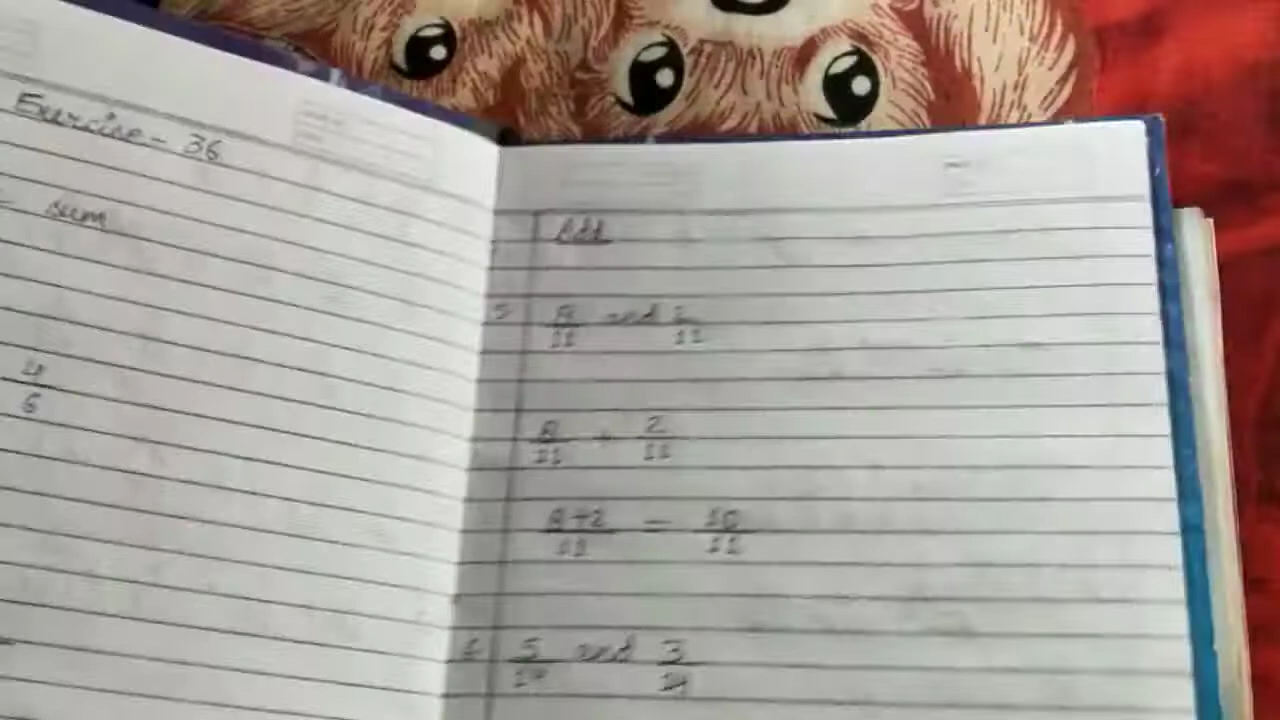 Exercise - 36
sum
4
6
Add
5 8/11 and 2/11
8/11 + 2/11
8+2/11 = 10/11
6 5/14 and 3/14